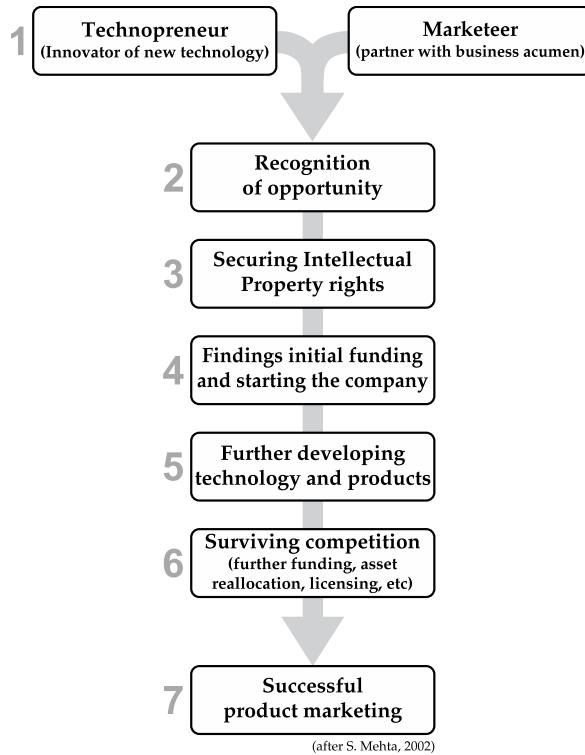 1
Technopreneur
(Innovator of new technology)
Marketeer
(partner with business acumen)
2
Recognition
of opportunity
3
Securing Intellectual
Property rights
4
Findings initial funding
and starting the company
5
Further developing
technology and products
6
Surviving competition
(further funding, asset
reallocation, licensing, etc)
7
Successful
product marketing
(after S. Mehta, 2002)